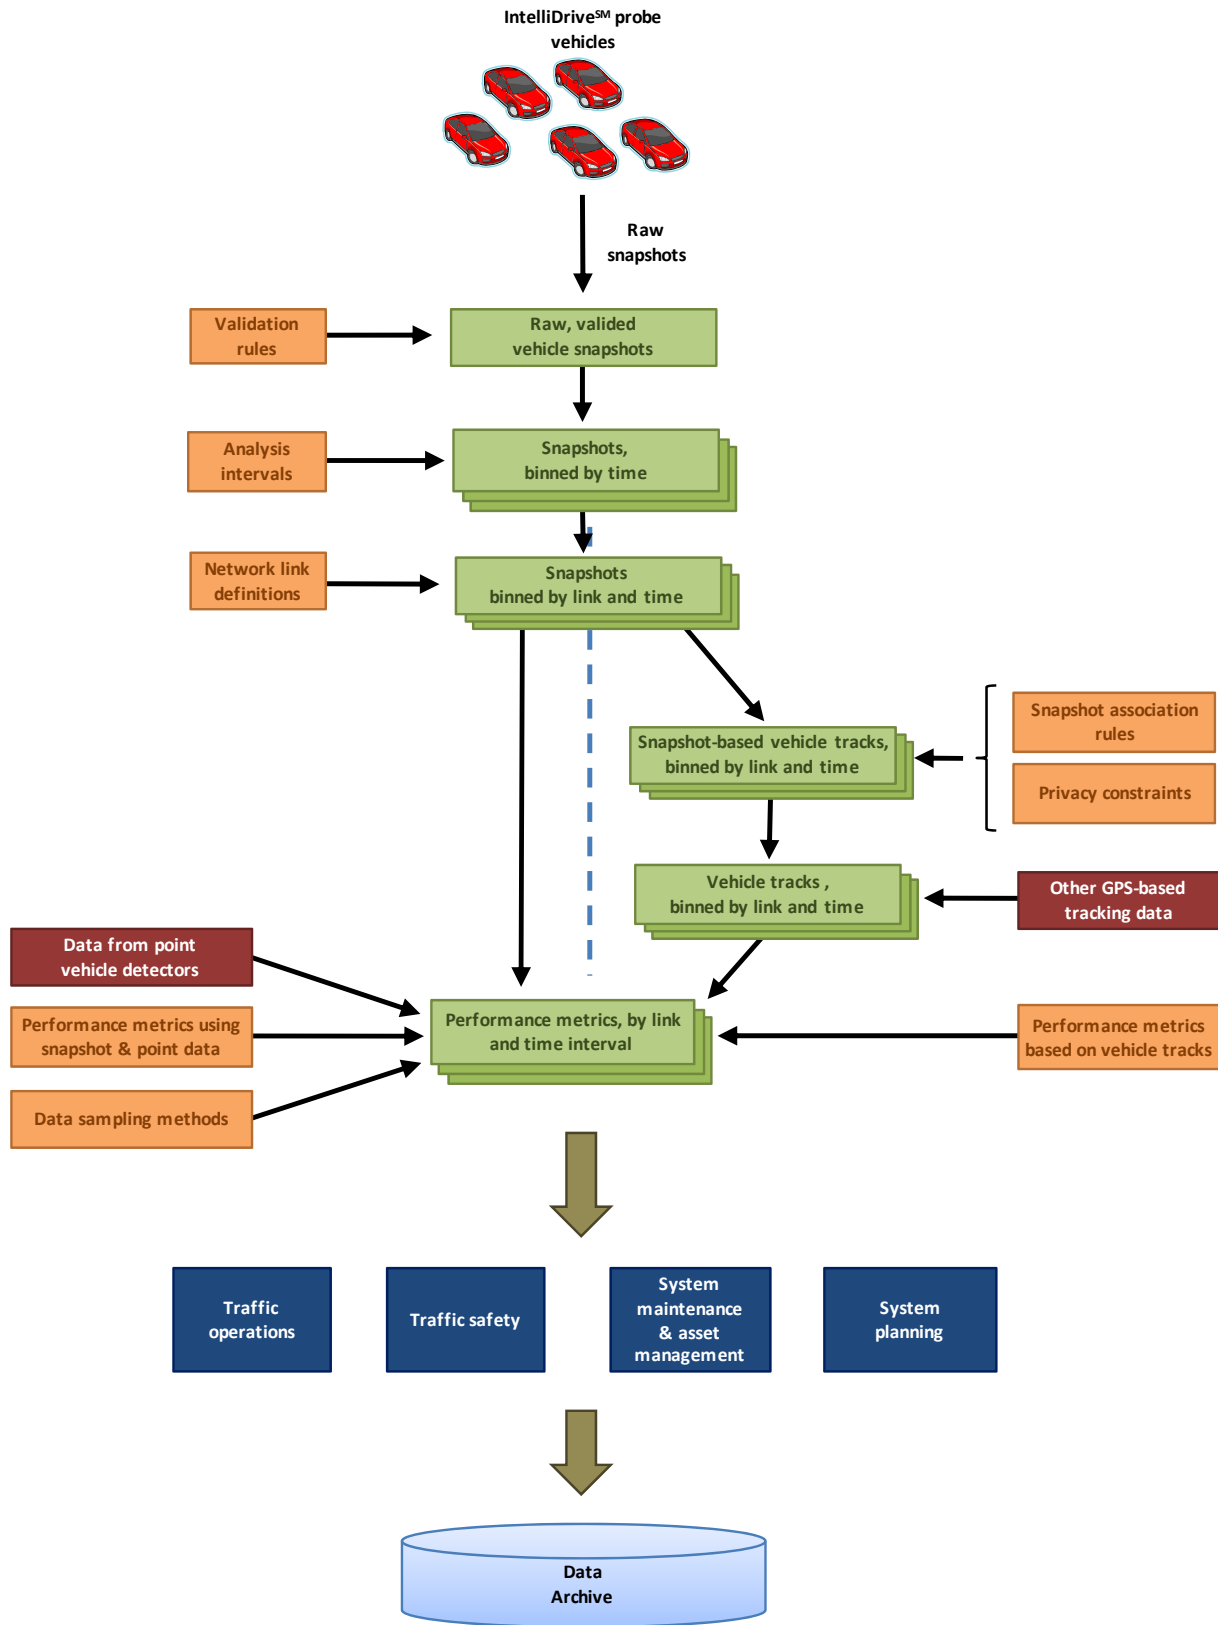 IntelliDrive℠ probe
vehicles
Raw
snapshots
Validation
rules
Raw, valided
vehicle snapshots
Analysis
intervals
Snapshots,
binned by time
Network link
definitions
Snapshots
binned by link and time
Snapshot association
rules
Snapshot-based vehicle tracks,
binned by link and time
Privacy constraints
Vehicle tracks ,
binned by link and time
Other GPS-based
tracking data
Data from point
vehicle detectors
Performance metrics using
snapshot & point data
Performance metrics, by link
and time interval
Performance metrics
based on vehicle tracks
Data sampling methods
Traffic
operations
Traffic safety
System
maintenance
& asset
management
System
planning
Data
Archive